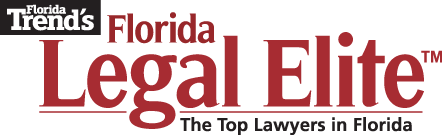 Florida
Trend's
Florida
Legal Elite™
The Top Lawyers in Florida